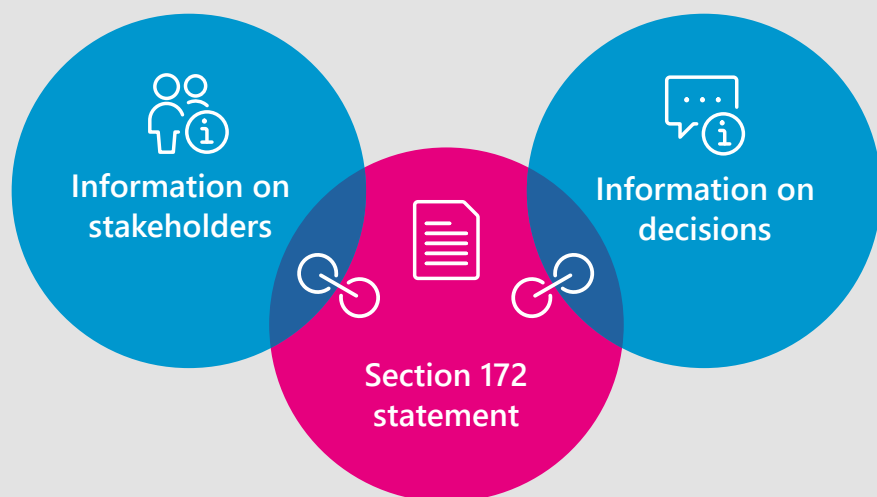 Information on
stakeholders
Information on
decisions
Section 172
statement